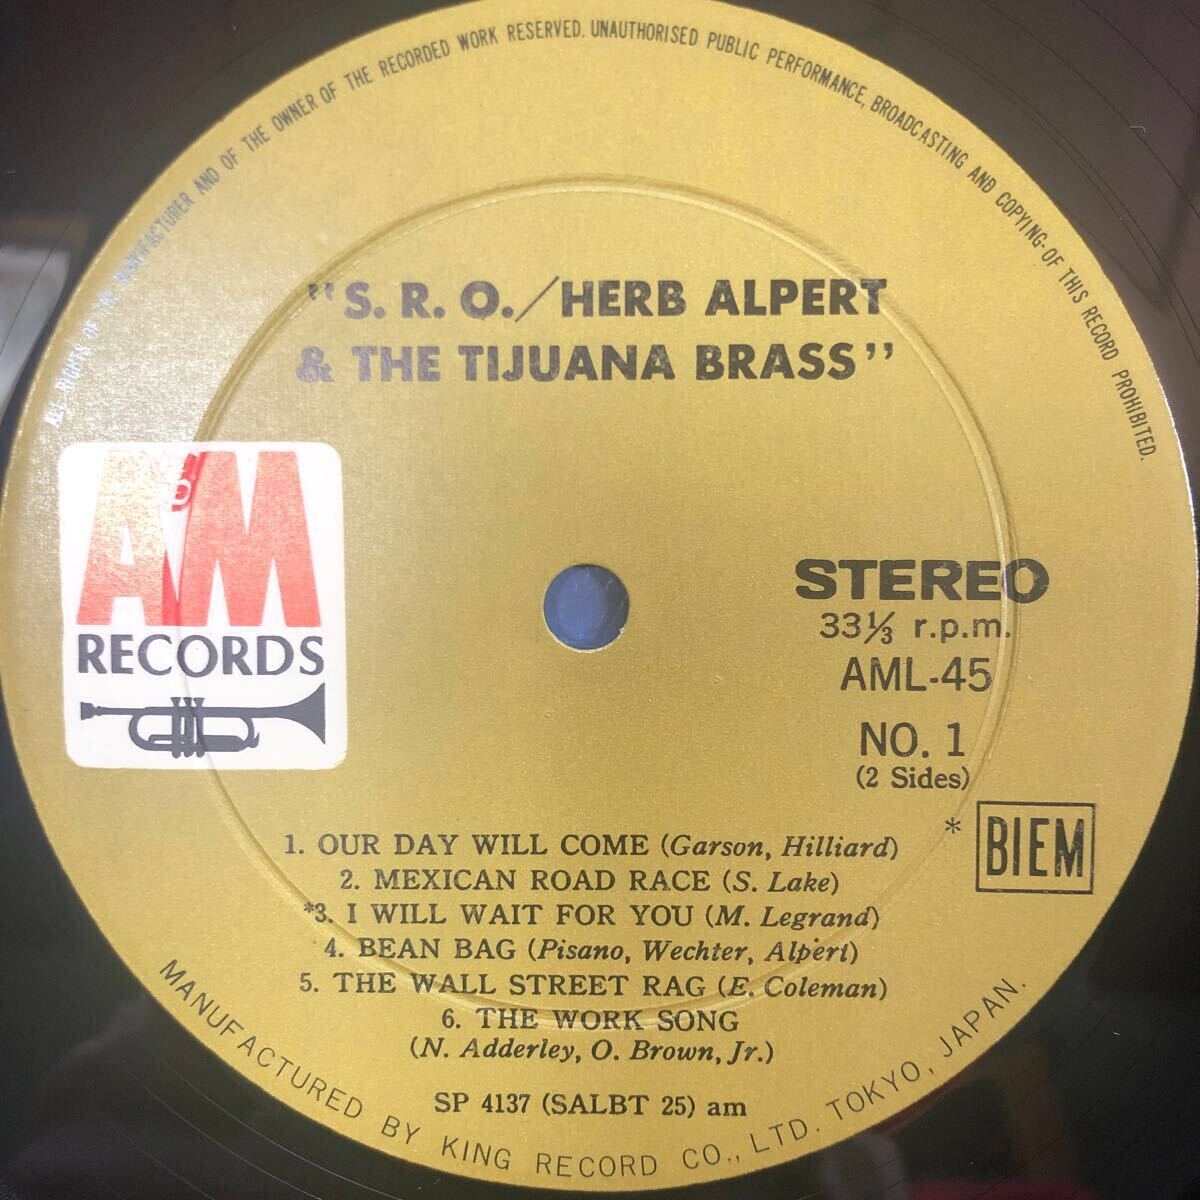 ALL RIGHTS OF THE MANUFACTURER AND OF THE OWNER OF THE RECORDED WORK RESERVED. UNAUTHORISED PUBLIC PERFORMANCE, BROADCASTING AND COPYING OF THIS RECORD PROHIBITED.
"S. R. O./HERB ALPERT
& THE TIJUANA BRASS"
A&M
RECORDS
STEREO
33⅓ r.p.m.
AML-45
NO. 1
(2 Sides)
* BIEM
1. OUR DAY WILL COME (Garson, Hilliard)
2. MEXICAN ROAD RACE (S. Lake)
*3. I WILL WAIT FOR YOU (M. Legrand)
4. BEAN BAG (Pisano, Wechter, Alpert)
5. THE WALL STREET RAG (E. Coleman)
6. THE WORK SONG
(N. Adderley, O. Brown, Jr.)
SP 4137 (SALBT 25) am
MANUFACTURED BY KING RECORD CO., LTD. TOKYO, JAPAN.